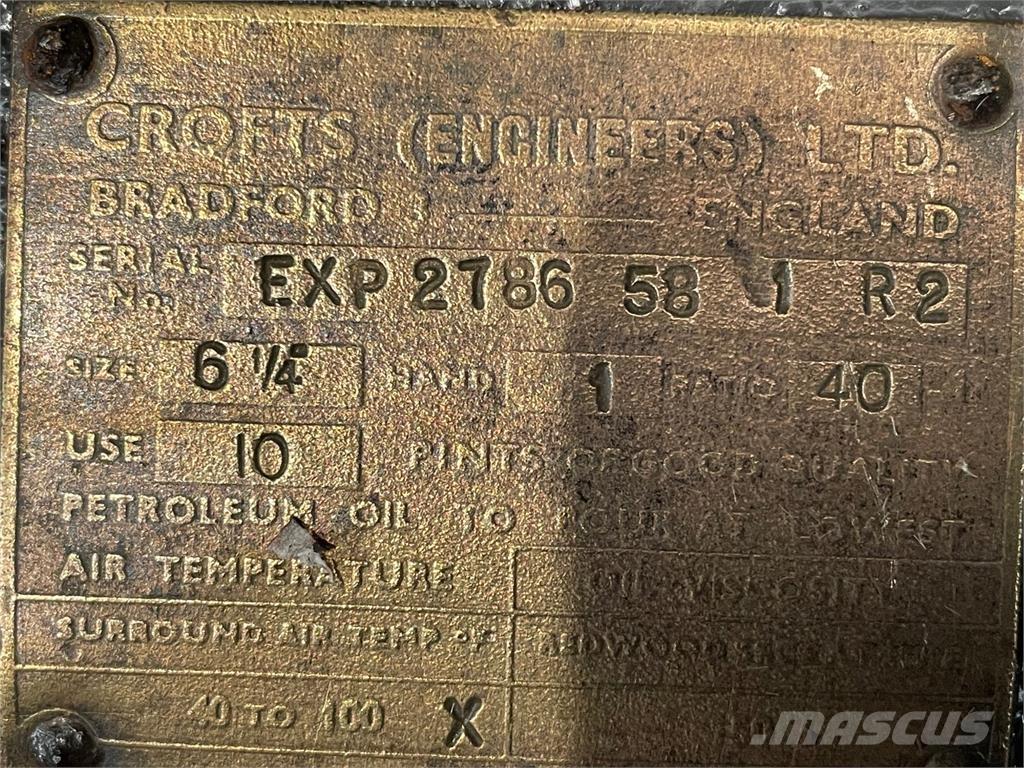 CROFTS (ENGINEERS) LTD.
BRADFORD 3 ENGLAND
SERIAL No. EXP 2786 58 1 R2
SIZE 6 1/4" HAND 1 RATIO 40
USE 10 PINTS OF GOOD QUALITY
PETROLEUM OIL TO POUR AT LOWEST
AIR TEMPERATURE OIL VISCOSITY
SURROUND AIR TEMP °F REDWOOD
40 TO 100 X
MASCUS